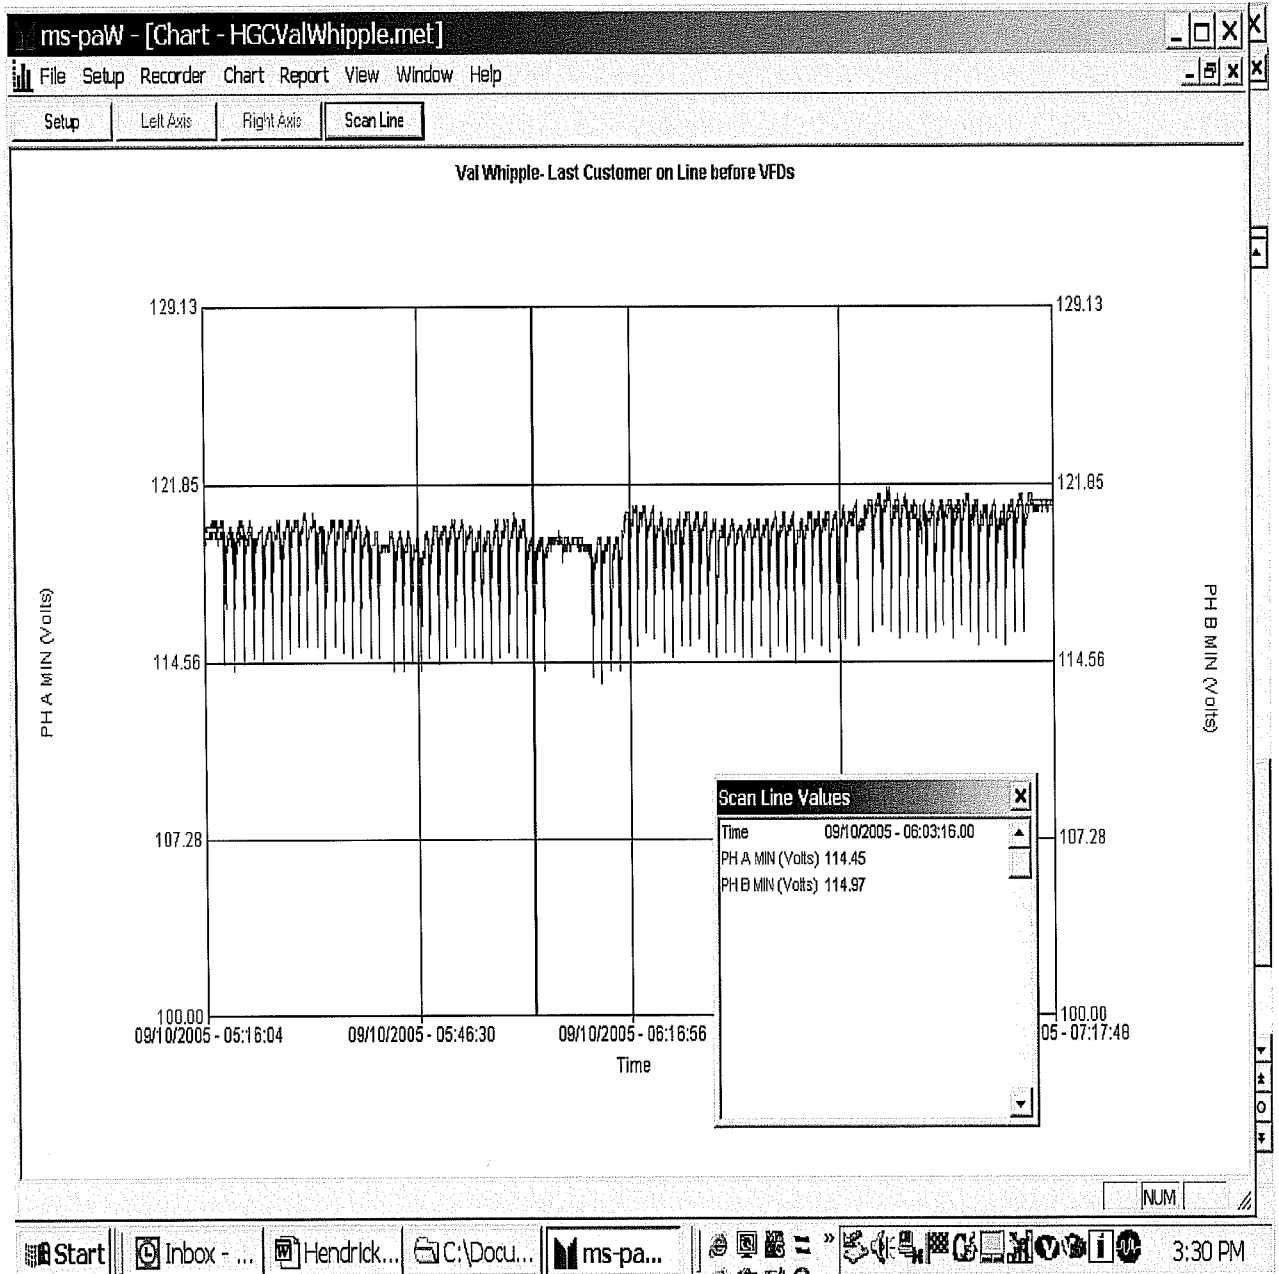 ms-paW - [Chart - HGCValWhipple.met]
File Setup Recorder Chart Report View Window Help
Setup Left Axis Right Axis Scan Line
Val Whipple- Last Customer on Line before VFDs
129.13 129.13
121.85 121.85
PH A MIN (Volts)
PH B MIN (Volts)
114.56 114.56
Scan Line Values
Time 09/10/2005 - 06:03:16.00
PH A MIN (Volts) 114.45
PH B MIN (Volts) 114.97
107.28 107.28
100.00 100.00
09/10/2005 - 05:16:04 09/10/2005 - 05:46:30 09/10/2005 - 06:16:56 05 - 07:17:48
Time
NUM
Start Inbox - ... Hendrick... C:\Docu... ms-pa... » 3:30 PM